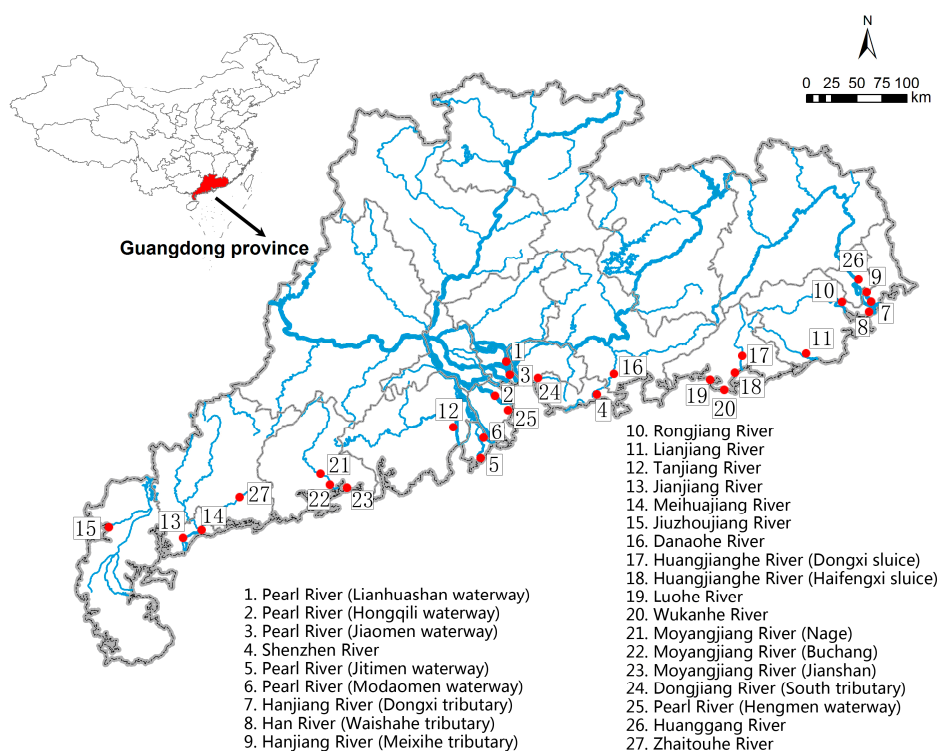 N
0 25 50 75 100
km
Guangdong province
26
9
10
7
8
1
11
17
3
16
2
24
18
4
19
12
25
20
6
5
21
27
22
23
13
14
15
10. Rongjiang River
11. Lianjiang River
12. Tanjiang River
13. Jianjiang River
14. Meihuajiang River
15. Jiuzhoujiang River
16. Danaohe River
17. Huangjianghe River (Dongxi sluice)
18. Huangjianghe River (Haifengxi sluice)
19. Luohe River
20. Wukanhe River
21. Moyangjiang River (Nage)
22. Moyangjiang River (Buchang)
23. Moyangjiang River (Jianshan)
24. Dongjiang River (South tributary)
25. Pearl River (Hengmen waterway)
26. Huanggang River
27. Zhaitouhe River
1. Pearl River (Lianhuashan waterway)
2. Pearl River (Hongqili waterway)
3. Pearl River (Jiaomen waterway)
4. Shenzhen River
5. Pearl River (Jitimen waterway)
6. Pearl River (Modaomen waterway)
7. Hanjiang River (Dongxi tributary)
8. Han River (Waishahe tributary)
9. Hanjiang River (Meixihe tributary)